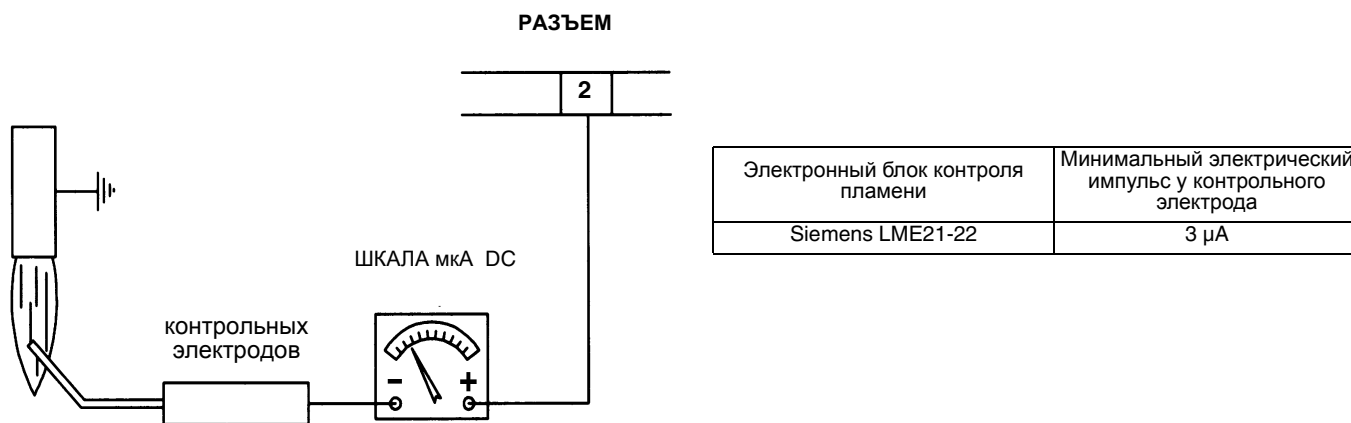 РАЗЪЕМ
2
Электронный блок контроля
пламени
Минимальный электрический
импульс у контрольного
электрода
Siemens LME21-22
3 µA
ШКАЛА мкА DC
контрольных
электродов
- +